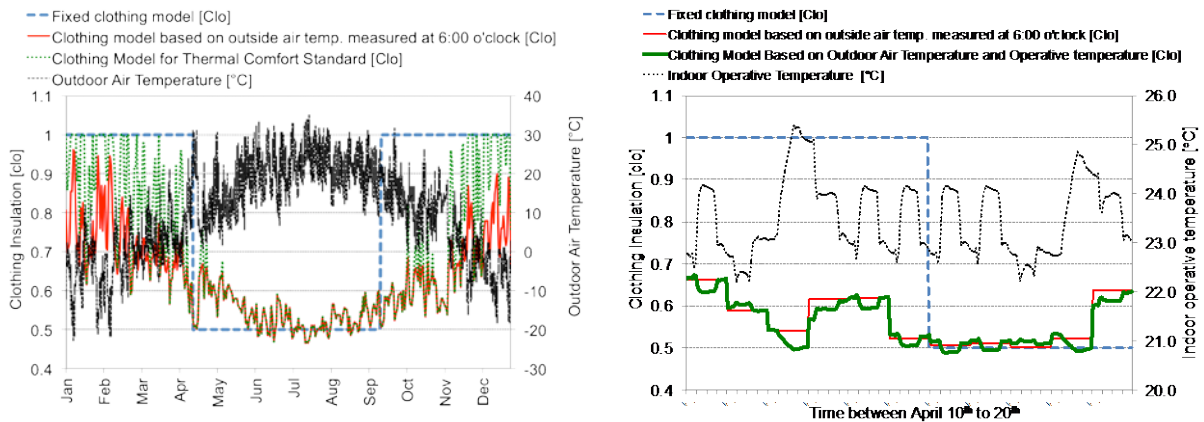 Fixed clothing model [Clo]
Clothing model based on outside air temp. measured at 6:00 o'clock [Clo]
Clothing Model for Thermal Comfort Standard [Clo]
Outdoor Air Temperature [°C]
1.1
1
0.9
0.8
0.7
0.6
0.5
0.4
Clothing Insulation [clo]
40
30
20
10
0
-10
-20
-30
Outdoor Air Temperature [°C]
Jan
Feb
Mar
Apr
May
Jun
Jul
Aug
Sep
Oct
Nov
Dec
Fixed clothing model [Clo]
Clothing model based on outside air temp. measured at 6:00 o'clock [Clo]
Clothing Model Based on Outdoor Air Temperature and Operative temperature [Clo]
Indoor Operative Temperature [°C]
1.1
1
0.9
0.8
0.7
0.6
0.5
0.4
Clothing Insulation [clo]
26.0
25.0
24.0
23.0
22.0
21.0
20.0
Indoor operative temperature [°C]
Time between April 10th to 20th